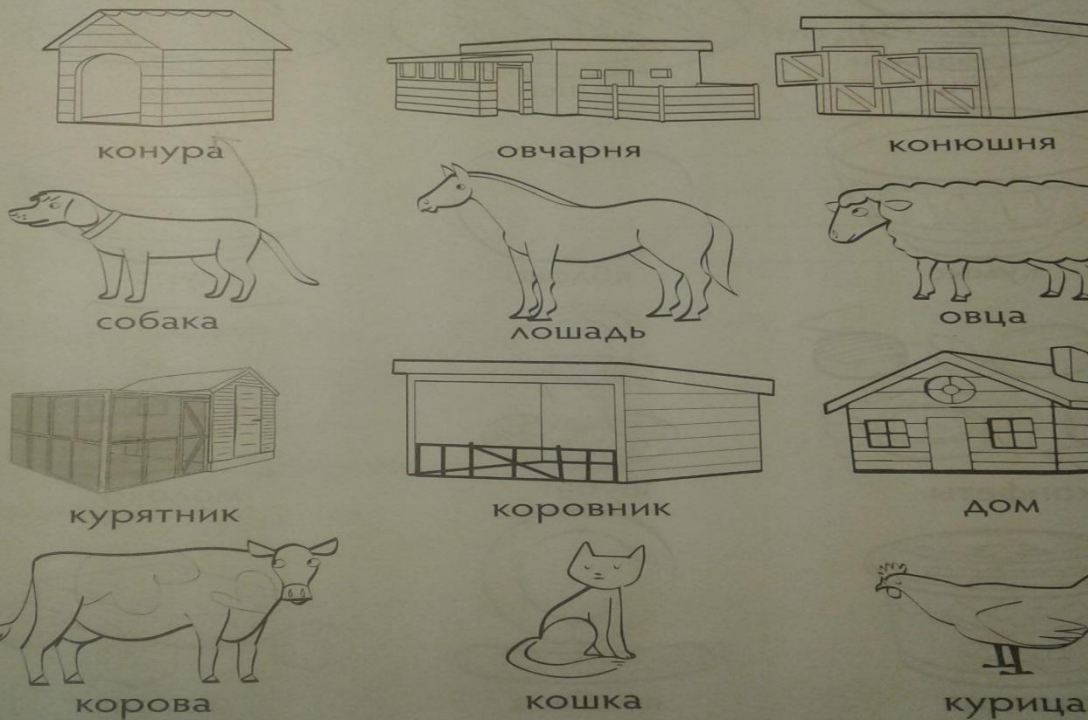 конура овчарня конюшня
собака лошадь овца
курятник коровник дом
корова кошка курица